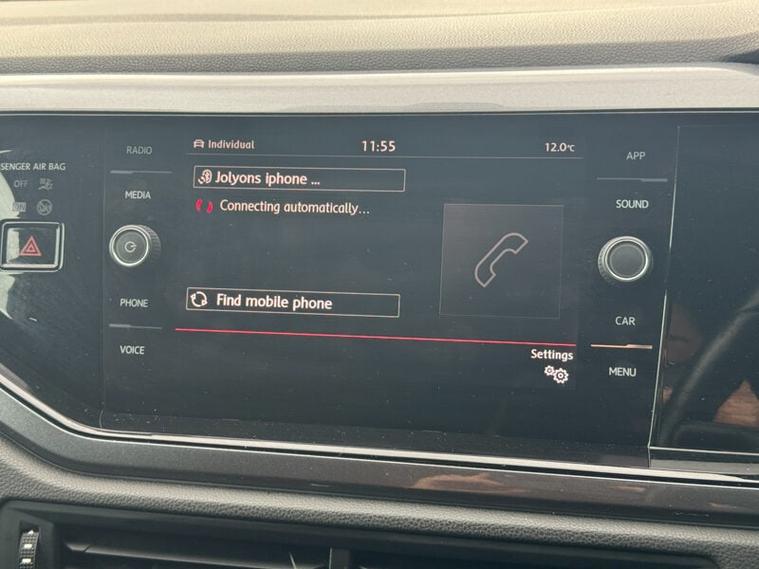 Individual 11:55 12.0°C
Jolyons iphone ...
Connecting automatically...
Find mobile phone
Settings
SENGER AIR BAG
OFF
RADIO
MEDIA
PHONE
VOICE
APP
SOUND
CAR
MENU